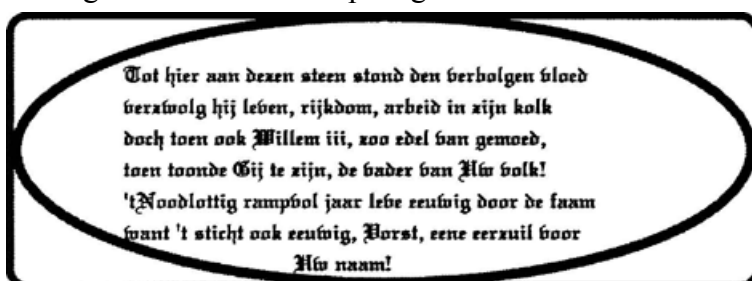 Tot hier aan dezen steen stond den verbolgen vloed
verzwolg hij leven, rijkdom, arbeid in zijn kolk
doch toen ook Willem iii, zoo edel van gemoed,
toen toonde Gij te zijn, de vader van Uw volk!
'tNoodlottig rampvol jaar leve eeuwig door de faam
want 't sticht ook eeuwig, Vorst, eene eerzuil voor
Uw naam!